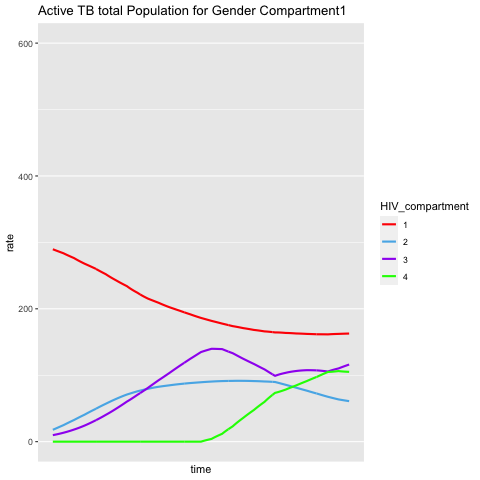 Active TB total Population for Gender Compartment1
600
400
200
0
rate
time
HIV_compartment
1
2
3
4